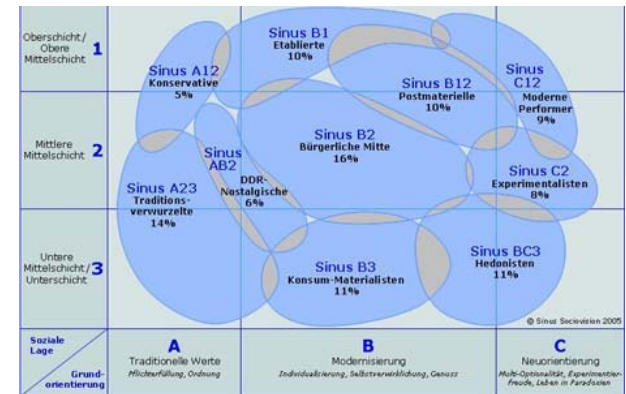 Oberschicht/
Obere
Mittelschicht
1
Sinus B1
Etablierte
10%
Sinus A12
Konservative
5%
Sinus B12
Postmaterielle
10%
Sinus
C12
Moderne
Performer
9%
Mittlere
Mittelschicht
2
Sinus B2
Bürgerliche Mitte
16%
Sinus
AB2
DDR-
Nostalgische
6%
Sinus C2
Experimentalisten
8%
Sinus A23
Traditions-
verwurzelte
14%
Untere
Mittelschicht/
Unterschicht
3
Sinus B3
Konsum-Materialisten
11%
Sinus BC3
Hedonisten
11%
© Sinus Sociovision 2005
Soziale
Lage
Grund-
orientierung
A
Traditionelle Werte
Pflichterfüllung, Ordnung
B
Modernisierung
Individualisierung, Selbstverwirklichung, Genuss
C
Neuorientierung
Multi-Optionalität, Experimentier-
freude, Leben in Paradoxien